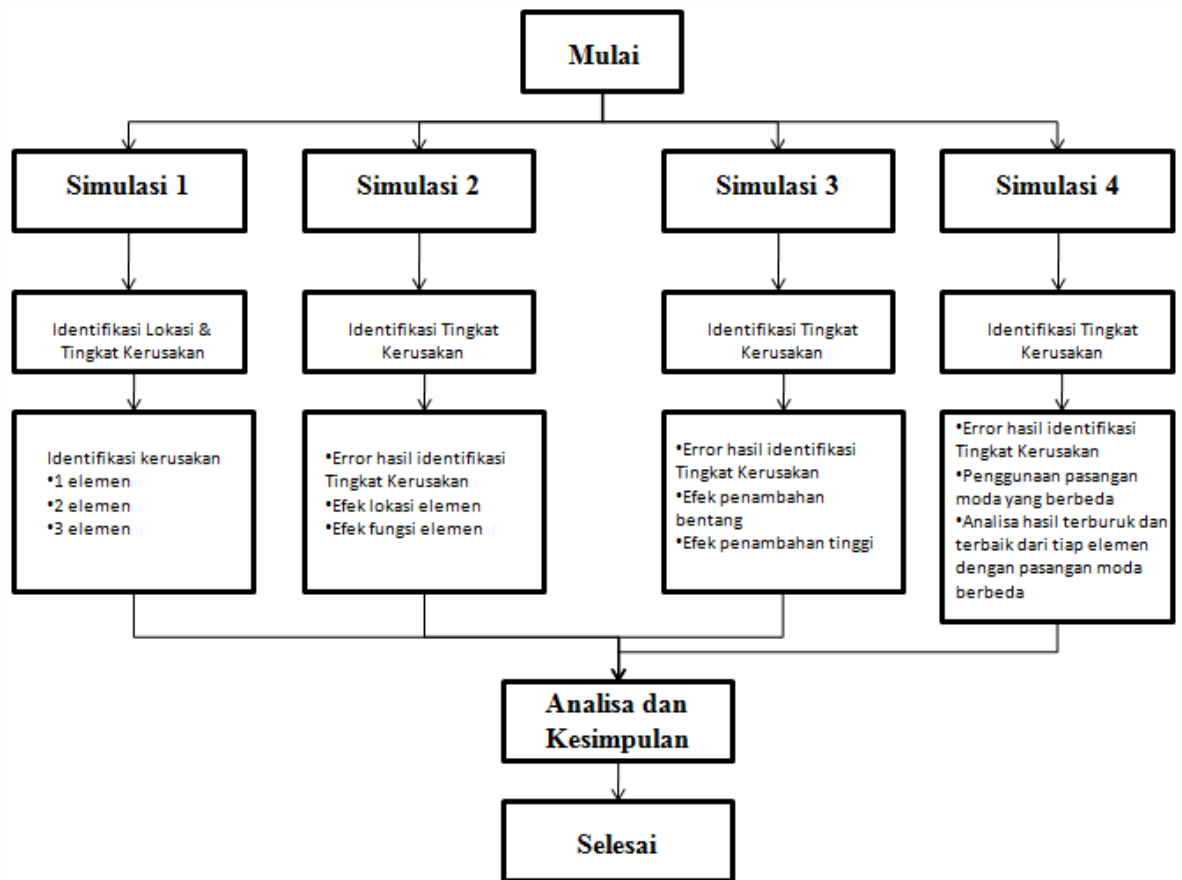 Mulai
Simulasi 1
Simulasi 2
Simulasi 3
Simulasi 4
Identifikasi Lokasi &
Tingkat Kerusakan
Identifikasi Tingkat
Kerusakan
Identifikasi Tingkat
Kerusakan
Identifikasi Tingkat
Kerusakan
Identifikasi kerusakan
•1 elemen
•2 elemen
•3 elemen
•Error hasil identifikasi
Tingkat Kerusakan
•Efek lokasi elemen
•Efek fungsi elemen
•Error hasil identifikasi
Tingkat Kerusakan
•Efek penambahan
bentang
•Efek penambahan tinggi
•Error hasil identifikasi
Tingkat Kerusakan
•Penggunaan pasangan
moda yang berbeda
•Analisa hasil terburuk dan
terbaik dari tiap elemen
dengan pasangan moda
berbeda
Analisa dan
Kesimpulan
Selesai